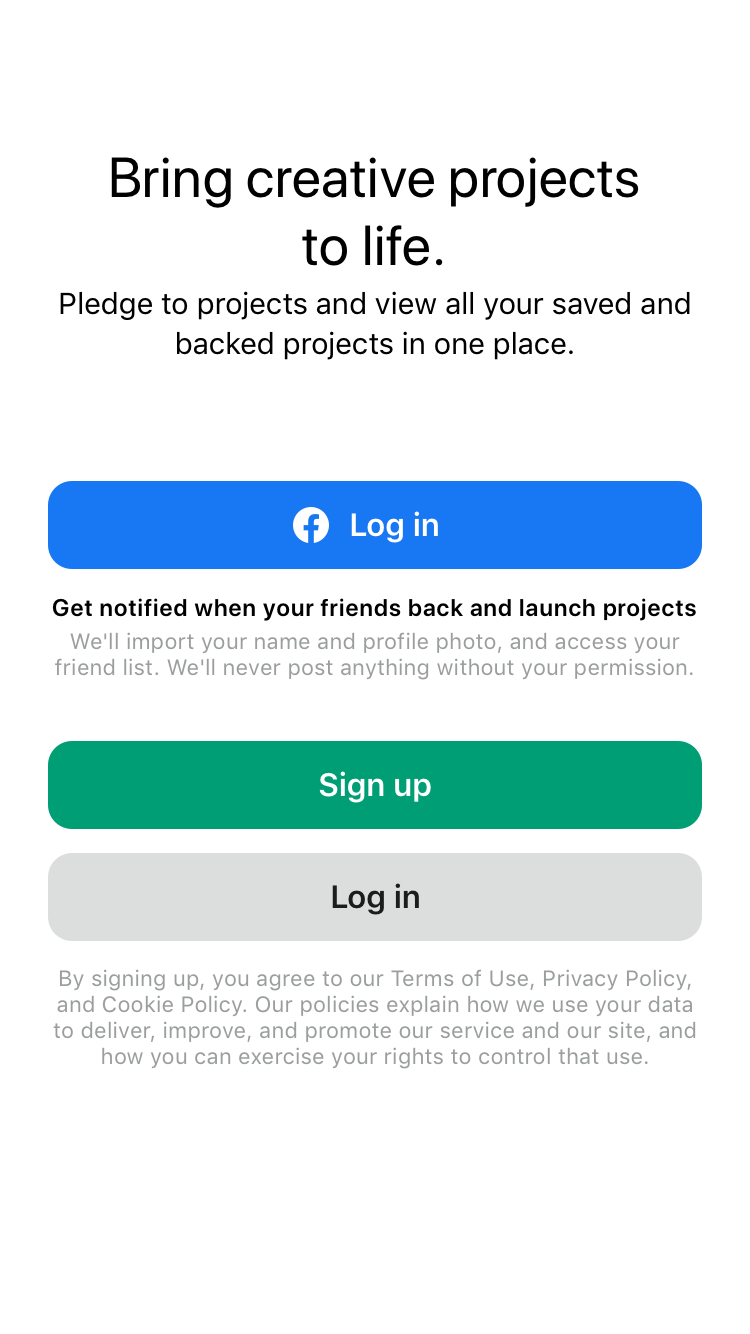 Bring creative projects
to life.
Pledge to projects and view all your saved and
backed projects in one place.
Log in
Get notified when your friends back and launch projects
We'll import your name and profile photo, and access your
friend list. We'll never post anything without your permission.
Sign up
Log in
By signing up, you agree to our Terms of Use, Privacy Policy,
and Cookie Policy. Our policies explain how we use your data
to deliver, improve, and promote our service and our site, and
how you can exercise your rights to control that use.